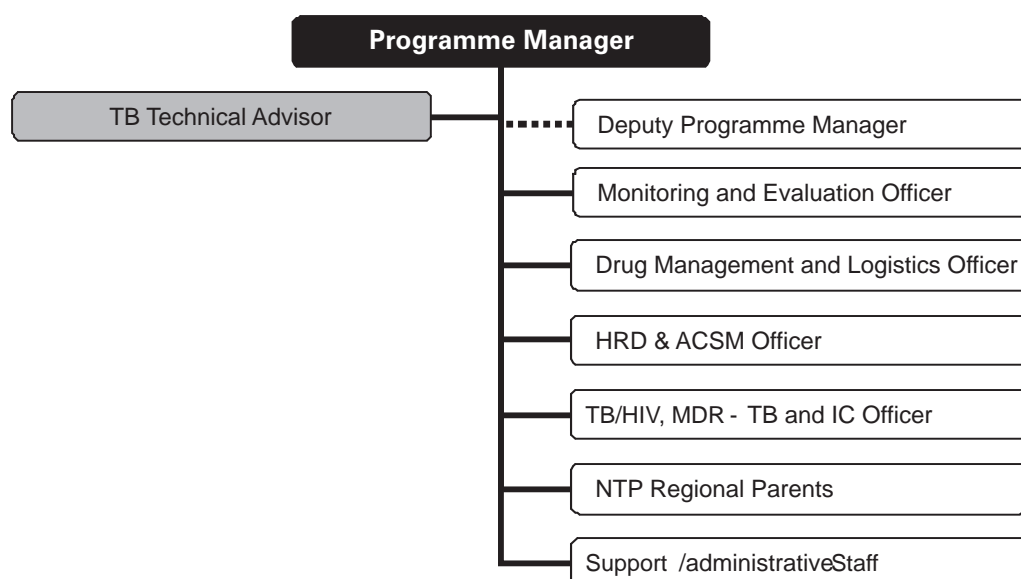 Programme Manager
TB Technical Advisor
Deputy Programme Manager
Monitoring and Evaluation Officer
Drug Management and Logistics Officer
HRD & ACSM Officer
TB/HIV, MDR - TB and IC Officer
NTP Regional Parents
Support /administrativeStaff